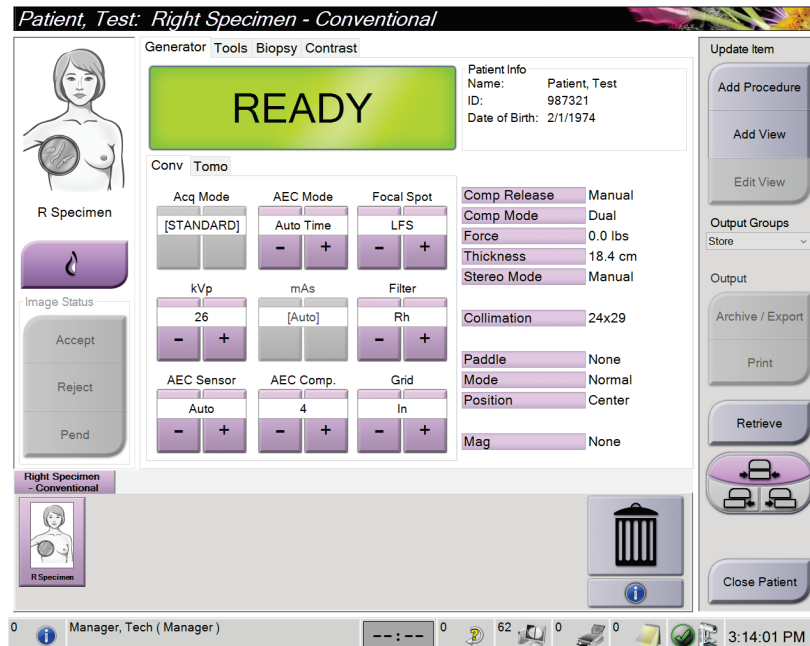 Patient, Test: Right Specimen - Conventional
R Specimen
Image Status
Accept
Reject
Pend
Generator Tools Biopsy Contrast
READY
Patient Info
Name: Patient, Test
ID: 987321
Date of Birth: 2/1/1974
Conv Tomo
Acq Mode AEC Mode Focal Spot
[STANDARD] Auto Time LFS
- + - +
kVp mAs Filter
26 [Auto] Rh
- + - +
AEC Sensor AEC Comp. Grid
Auto 4 In
- + - + - +
Comp Release Manual
Comp Mode Dual
Force 0.0 lbs
Thickness 18.4 cm
Stereo Mode Manual
Collimation 24x29
Paddle None
Mode Normal
Position Center
Mag None
Update Item
Add Procedure
Add View
Edit View
Output Groups
Store
Output
Archive / Export
Print
Retrieve
Close Patient
Right Specimen
- Conventional
R Specimen
0 Manager, Tech ( Manager ) --:-- 0 62 0 0 3:14:01 PM